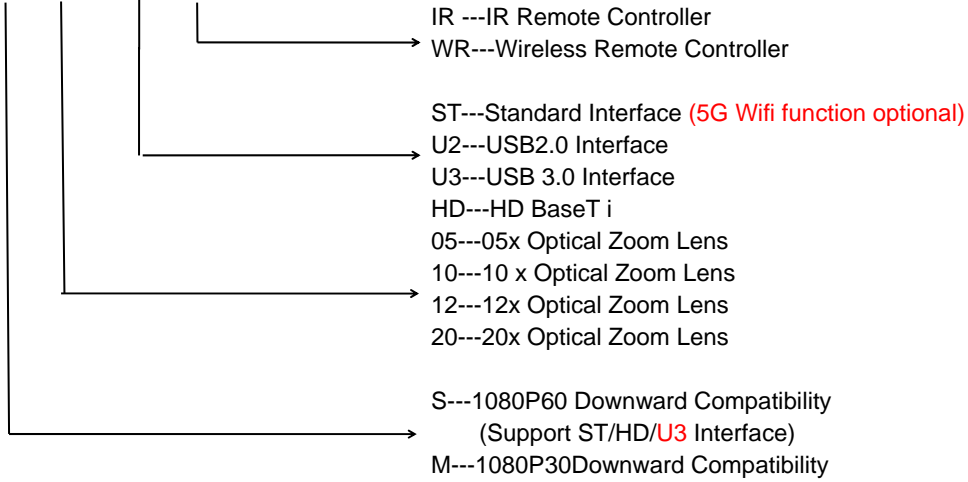 IR ---IR Remote Controller
WR---Wireless Remote Controller
ST---Standard Interface (5G Wifi function optional)
U2---USB2.0 Interface
U3---USB 3.0 Interface
HD---HD BaseT i
05---05x Optical Zoom Lens
10---10 x Optical Zoom Lens
12---12x Optical Zoom Lens
20---20x Optical Zoom Lens
S---1080P60 Downward Compatibility
(Support ST/HD/U3 Interface)
M---1080P30Downward Compatibility